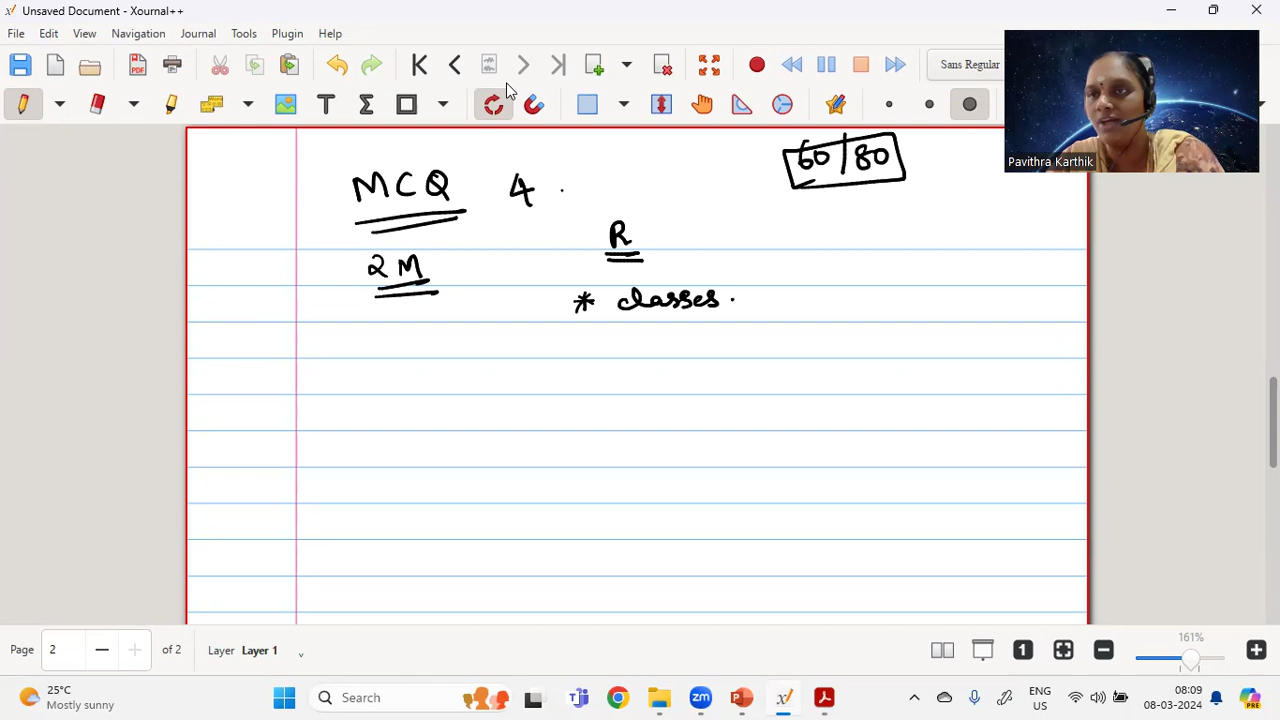 Unsaved Document - Xournal++
File Edit View Navigation Journal Tools Plugin Help
Sans Regular
Pavithra Karthik
60/80
MCQ 4
R
2 M
* classes.
Page 2 of 2 Layer Layer 1
161%
25°C
Mostly sunny
Search
ENG
US
08:09
08-03-2024
PRE